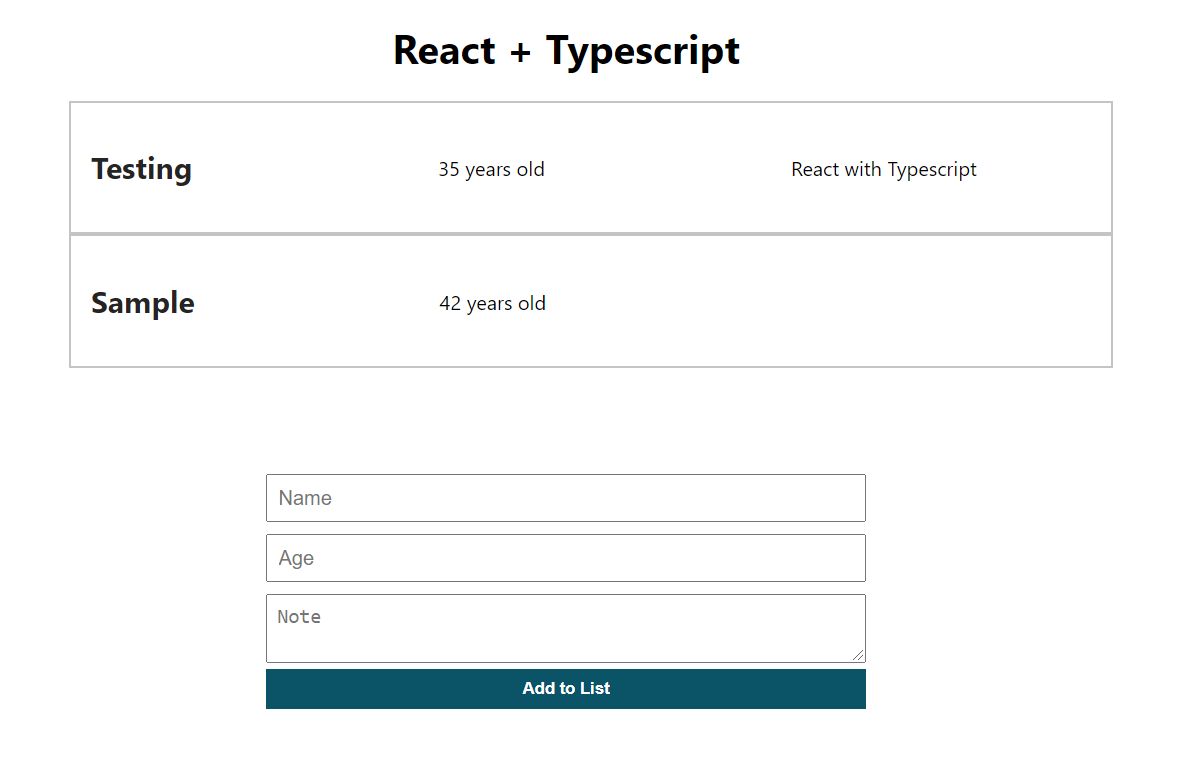 React + Typescript
Testing 35 years old React with Typescript
Sample 42 years old
Name
Age
Note
Add to List